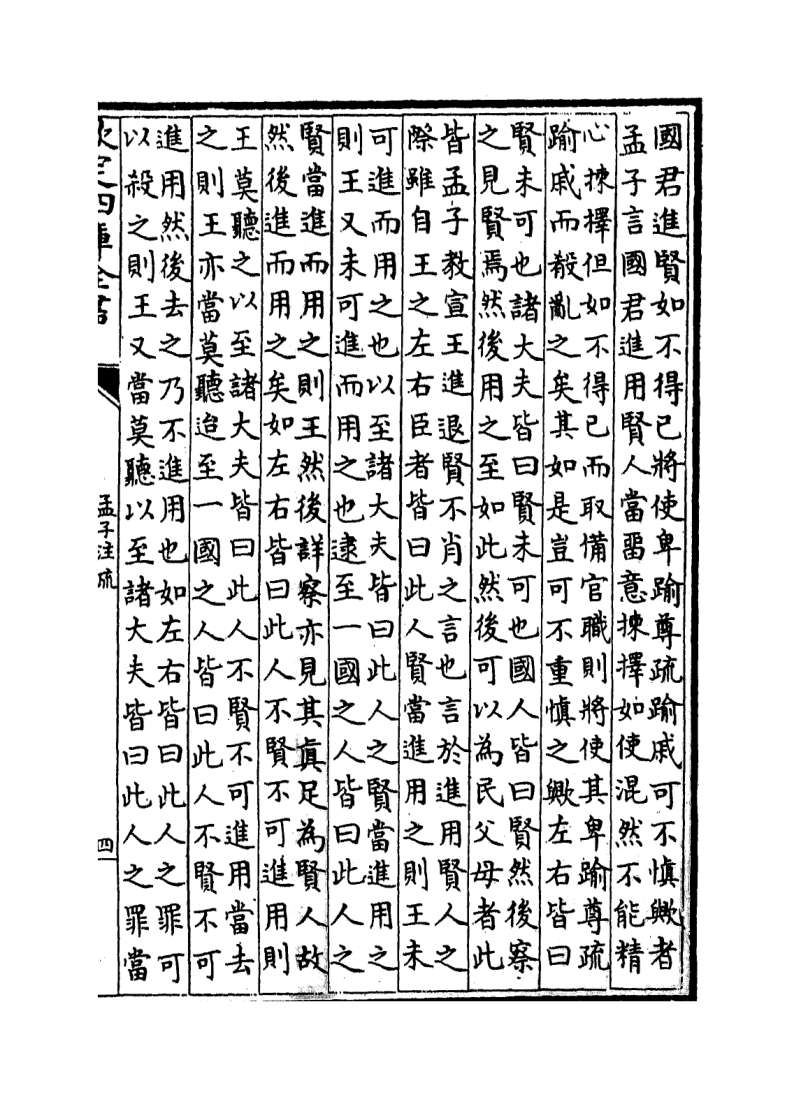 國君進賢如不得已將使卑踰尊疏踰戚可不慎歟者
孟子言國君進用賢人當畱意揀擇如使混然不能精
心揀擇但如不得已而取備官職則將使其卑踰尊疏
踰戚而殽亂之矣其如是豈可不重慎之歟左右皆曰
賢未可也諸大夫皆曰賢未可也國人皆曰賢然後察
之見賢焉然後用之至如此然後可以為民父母者此
皆孟子教宣王進退賢不肖之言也言於進用賢人之
際雖自王之左右臣者皆曰此人賢當進用之則王未
可進而用之也以至諸大夫皆曰此人之賢當進用之
則王又未可進而用之也逮至一國之人皆曰此人之
賢當進而用之則王然後詳察亦見其真足為賢人故
然後進而用之矣如左右皆曰此人不賢不可進用則
王莫聽之以至諸大夫皆曰此人不賢不可進用當去
之則王亦當莫聽迨至一國之人皆曰此人不賢不可
進用然後去之乃不進用也如左右皆曰此人之罪可
以殺之則王又當莫聽以至諸大夫皆曰此人之罪當
欽定四庫全書
孟子注疏
四